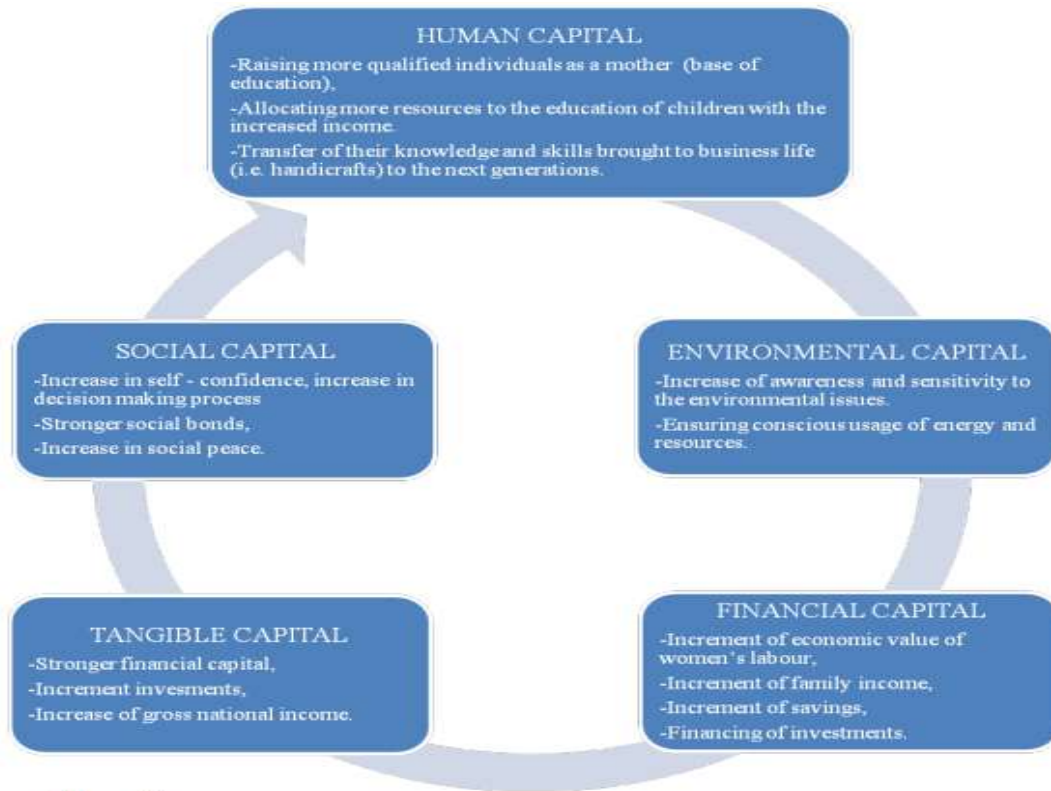 HUMAN CAPITAL
-Raising more qualified individuals as a mother (base of
education),
-Allocating more resources to the education of children with the
increased income.
-Transfer of their knowledge and skills brought to business life
(i.e. handicrafts) to the next generations.
ENVIRONMENTAL CAPITAL
-Increase of awareness and sensitivity to
the environmental issues.
-Ensuring conscious usage of energy and
resources.
FINANCIAL CAPITAL
-Increment of economic value of
women's labour,
-Increment of family income,
-Increment of savings,
-Financing of investments.
TANGIBLE CAPITAL
-Stronger financial capital,
-Increment invesments,
-Increase of gross national income.
SOCIAL CAPITAL
-Increase in self - confidence, increase in
decision making process
-Stronger social bonds,
-Increase in social peace.